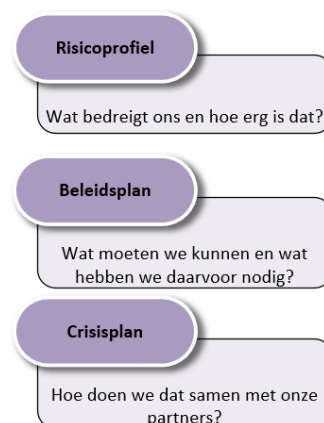 Risicoprofiel
Wat bedreigt ons en hoe erg is dat?
Beleidsplan
Wat moeten we kunnen en wat
hebben we daarvoor nodig?
Crisisplan
Hoe doen we dat samen met onze
partners?